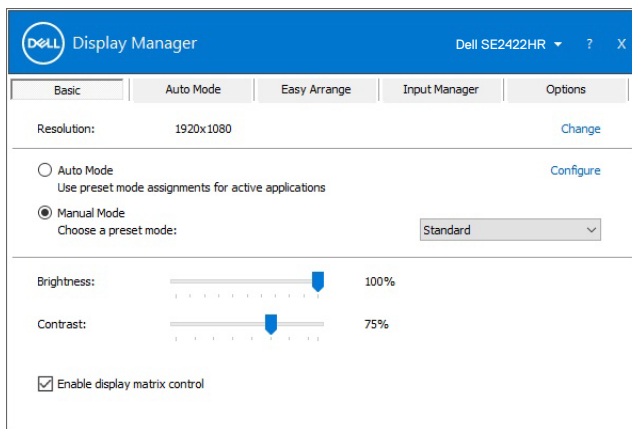 DELL Display Manager Dell SE2422HR ? X
Basic Auto Mode Easy Arrange Input Manager Options
Resolution: 1920x1080 Change
Auto Mode Configure
Use preset mode assignments for active applications
Manual Mode
Choose a preset mode: Standard
Brightness: 100%
Contrast: 75%
Enable display matrix control